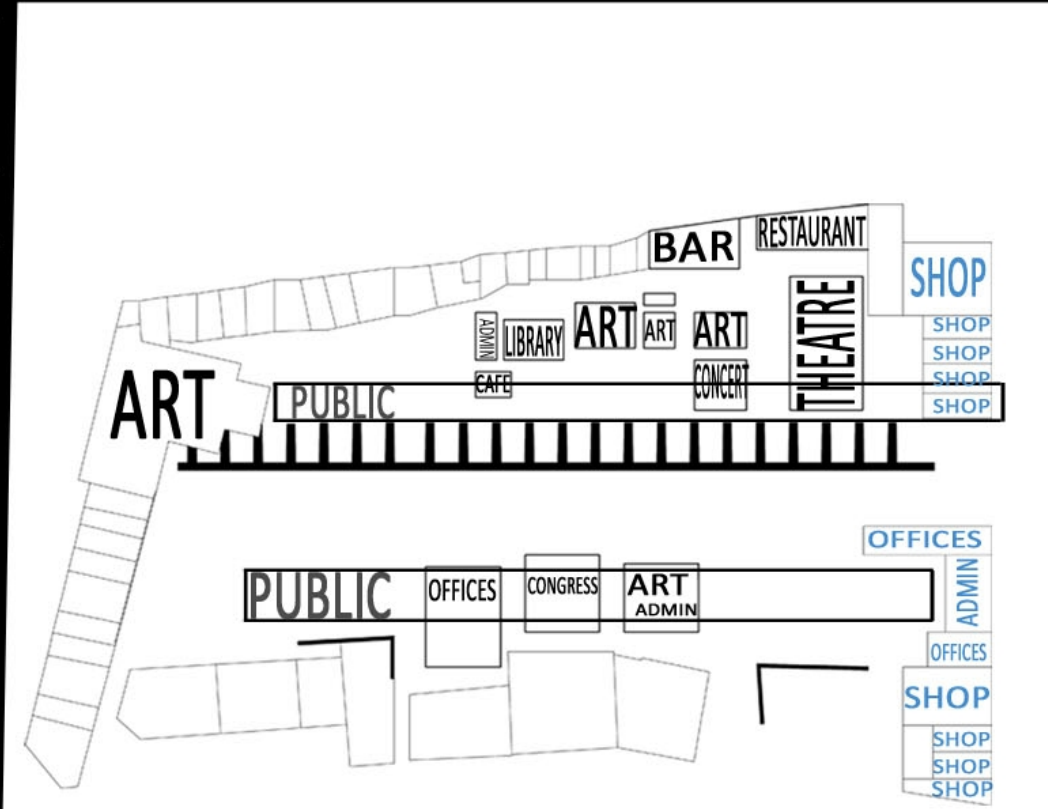 RESTAURANT
BAR
SHOP
ADMIN
LIBRARY
ART
ART
ART
THEATRE
SHOP
SHOP
ART
CAFE
CONCERT
SHOP
PUBLIC
SHOP
OFFICES
PUBLIC
OFFICES
CONGRESS
ART
ADMIN
ADMIN
OFFICES
SHOP
SHOP
SHOP
SHOP